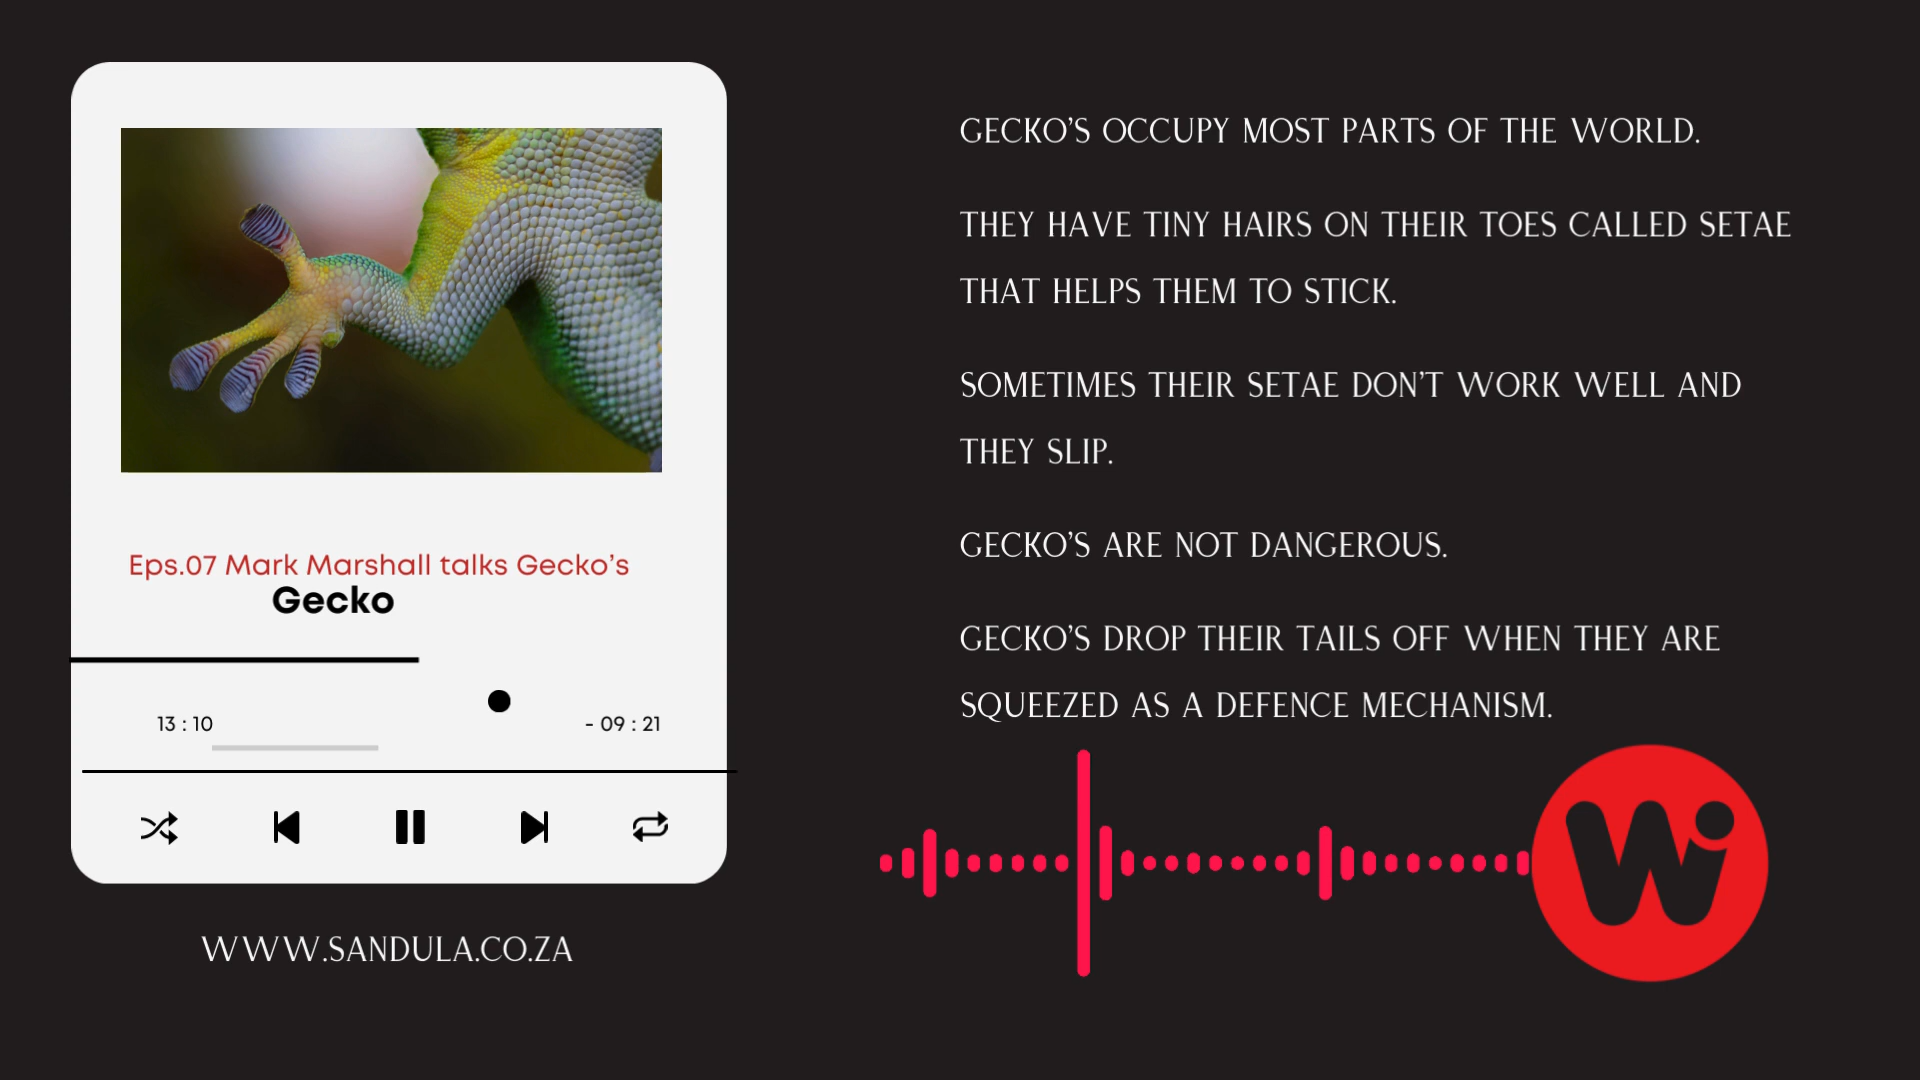 Eps.07 Mark Marshall talks Gecko's
Gecko
13 : 10
- 09 : 21
WWW.SANDULA.CO.ZA
GECKO'S OCCUPY MOST PARTS OF THE WORLD.
THEY HAVE TINY HAIRS ON THEIR TOES CALLED SETAE
THAT HELPS THEM TO STICK.
SOMETIMES THEIR SETAE DON'T WORK WELL AND
THEY SLIP.
GECKO'S ARE NOT DANGEROUS.
GECKO'S DROP THEIR TAILS OFF WHEN THEY ARE
SQUEEZED AS A DEFENCE MECHANISM.
Wi